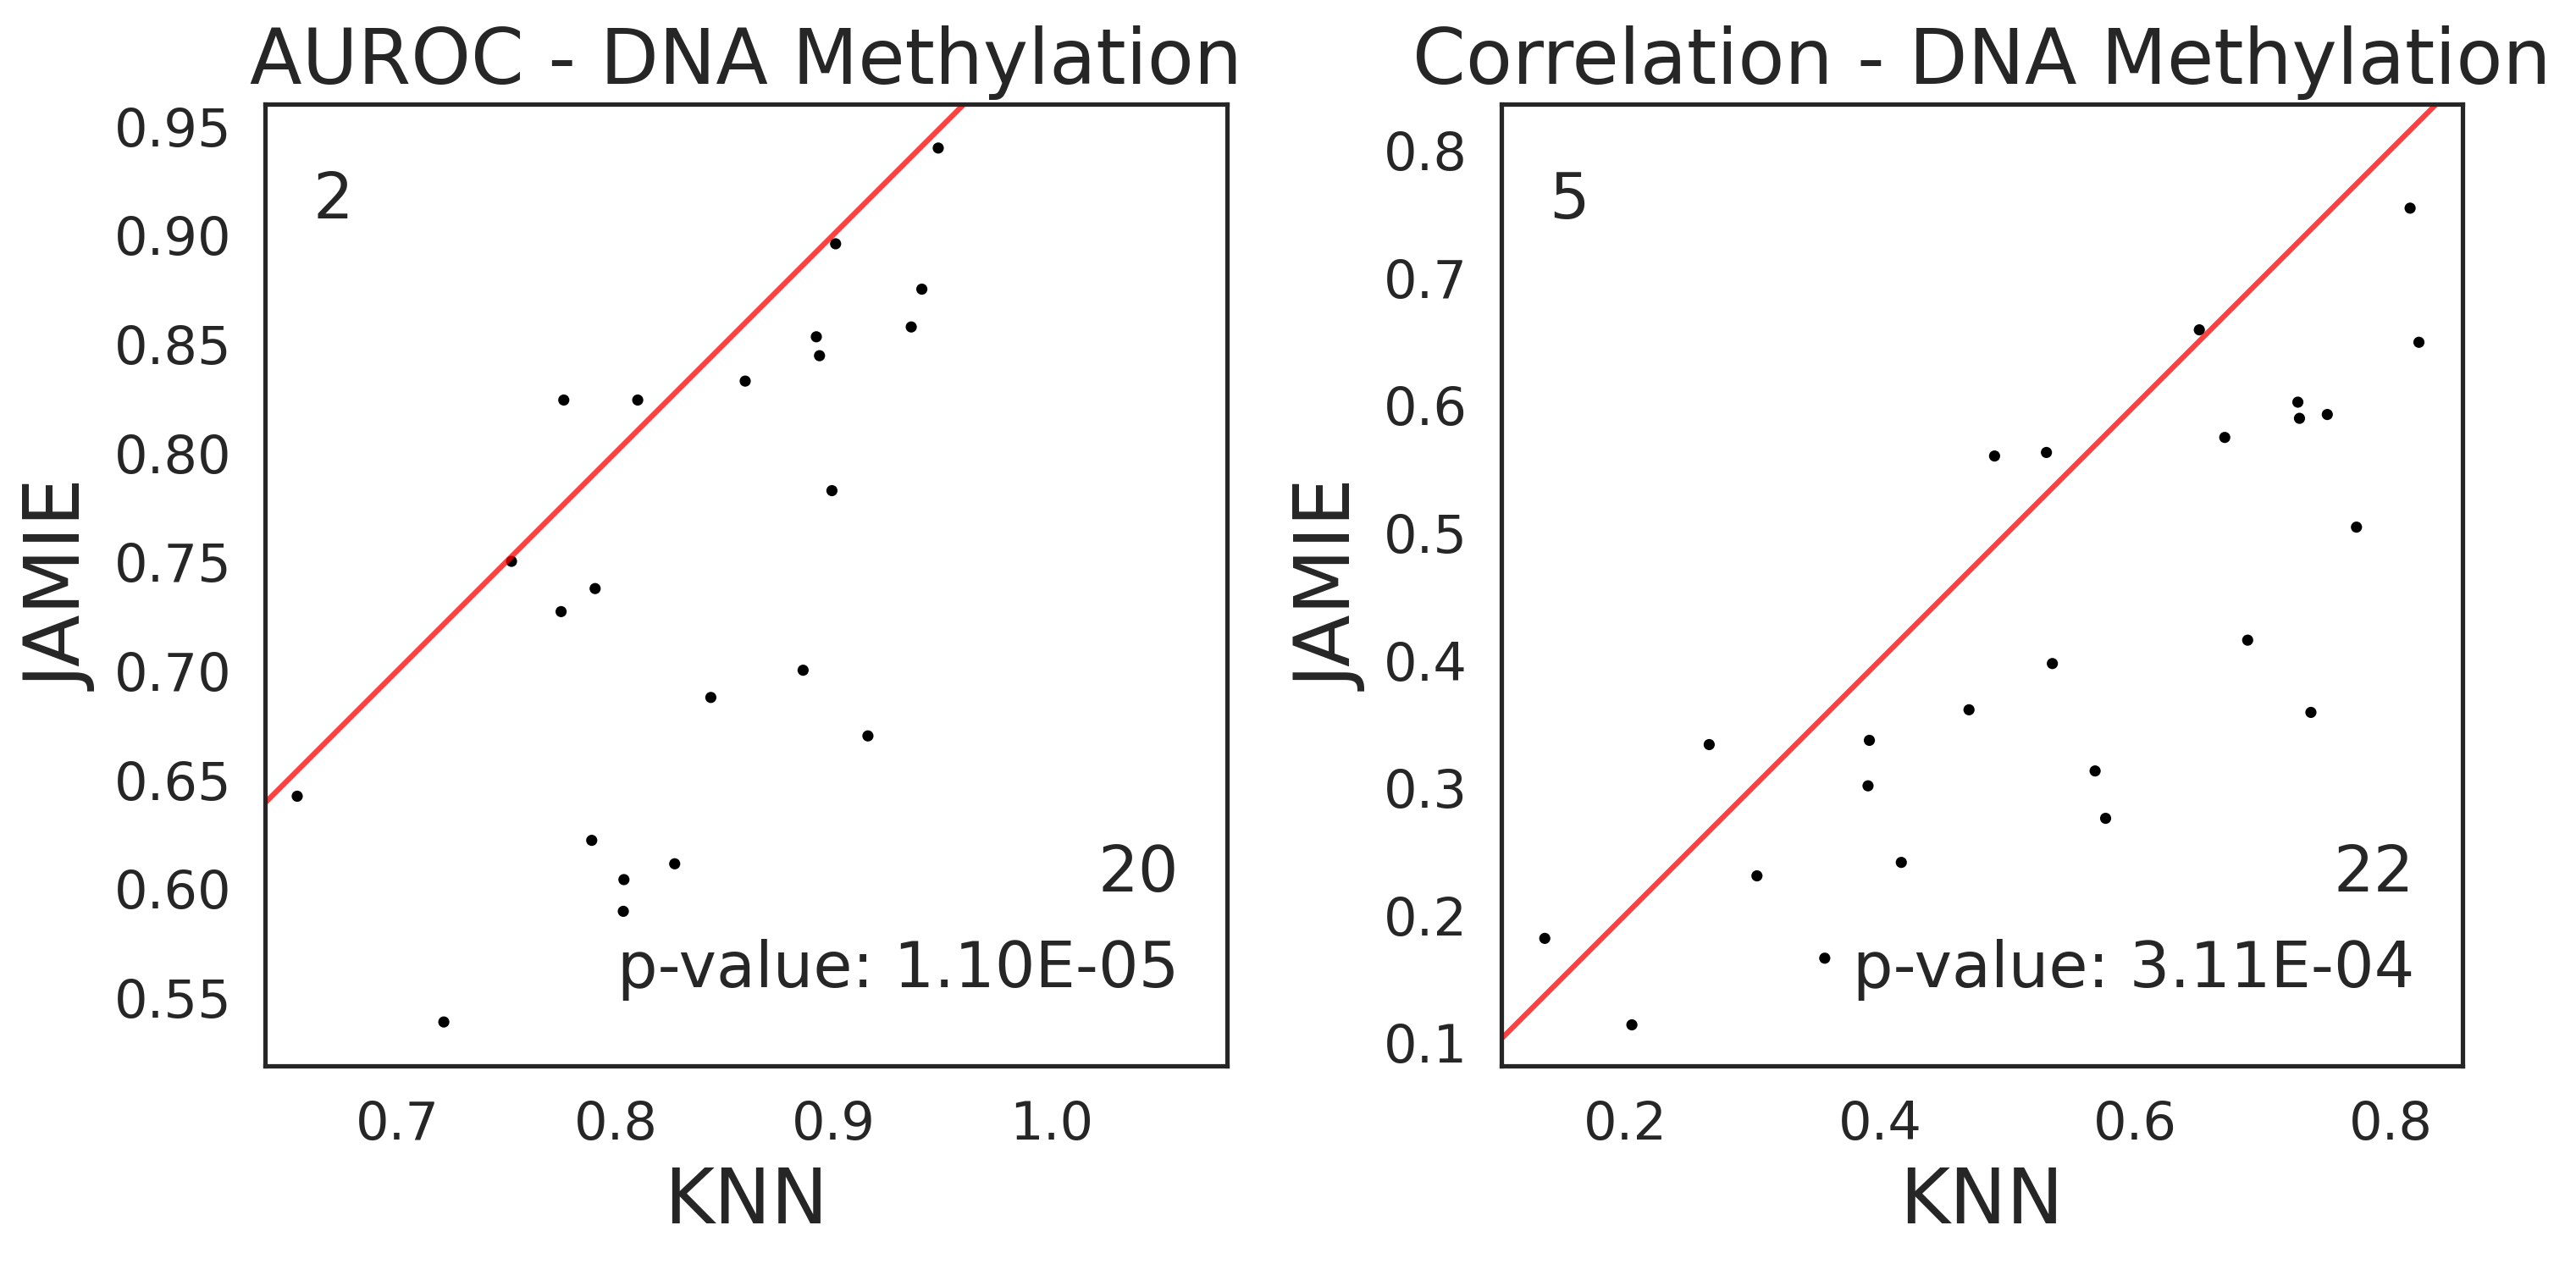 AUROC - DNA Methylation
0.95
0.90
0.85
0.80
0.75
0.70
0.65
0.60
0.55
JAMIE
2
20
p-value: 1.10E-05
0.7 0.8 0.9 1.0
KNN
Correlation - DNA Methylation
0.8
0.7
0.6
0.5
0.4
0.3
0.2
0.1
JAMIE
5
22
p-value: 3.11E-04
0.2 0.4 0.6 0.8
KNN